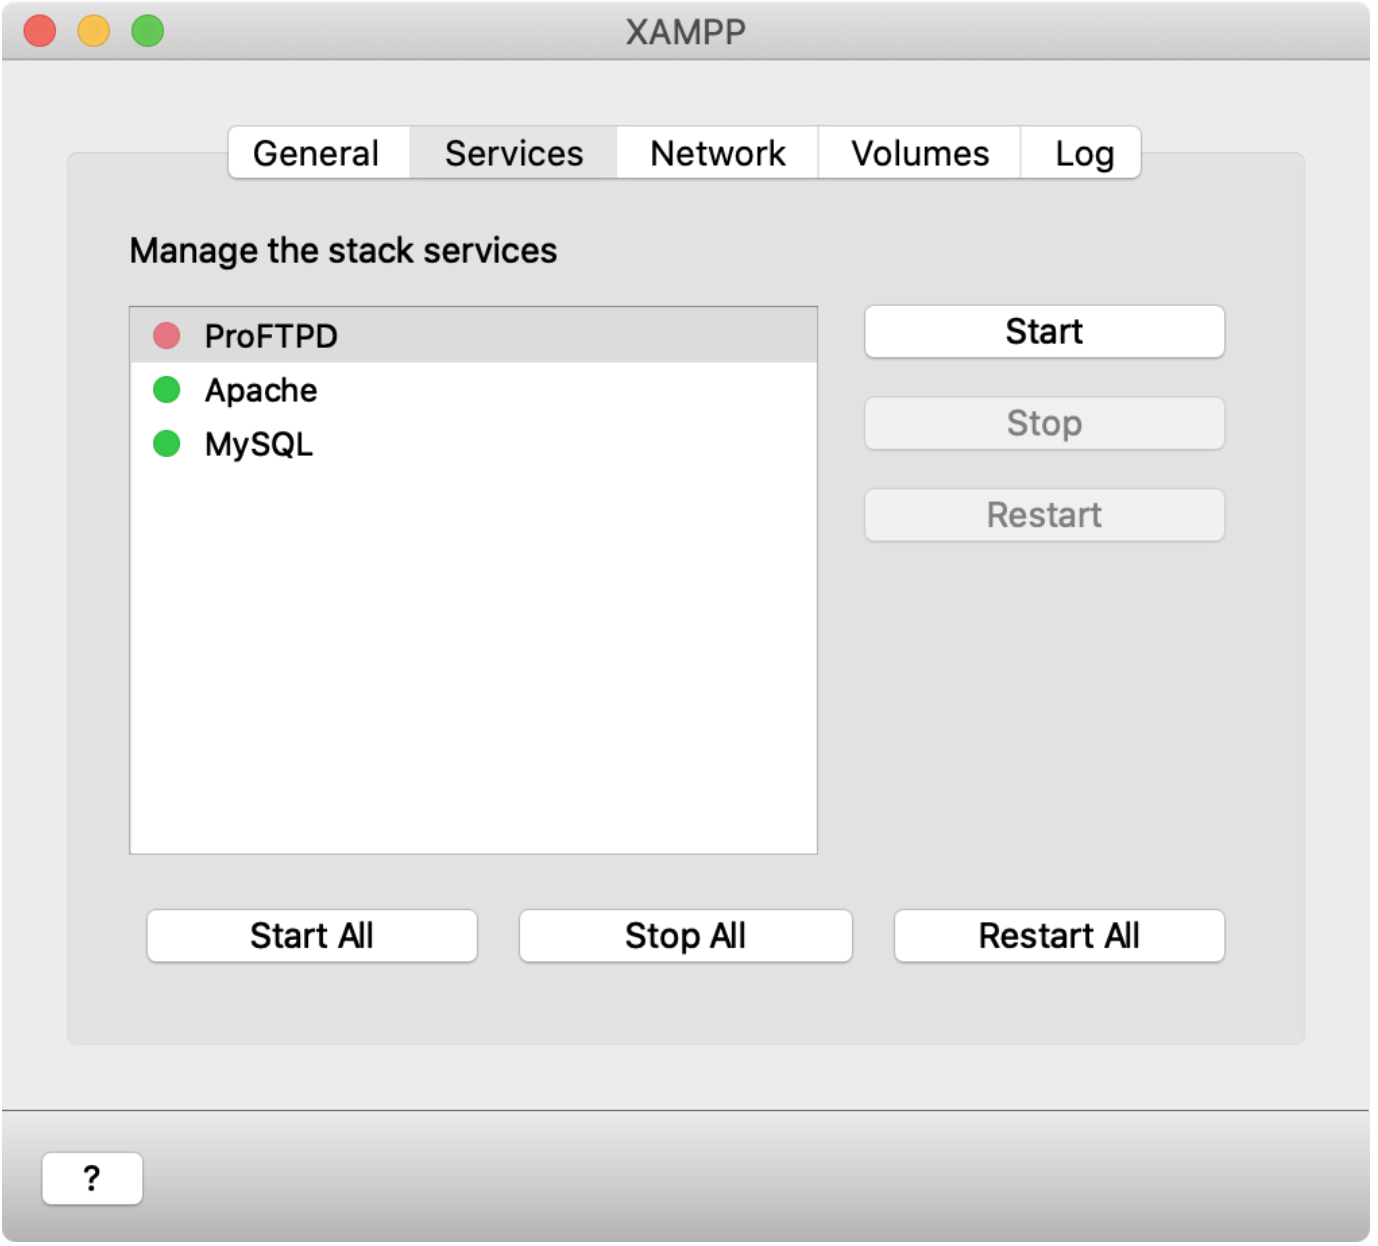 XAMPP
General Services Network Volumes Log
Manage the stack services
ProFTPD
Apache
MySQL
Start
Stop
Restart
Start All Stop All Restart All
?